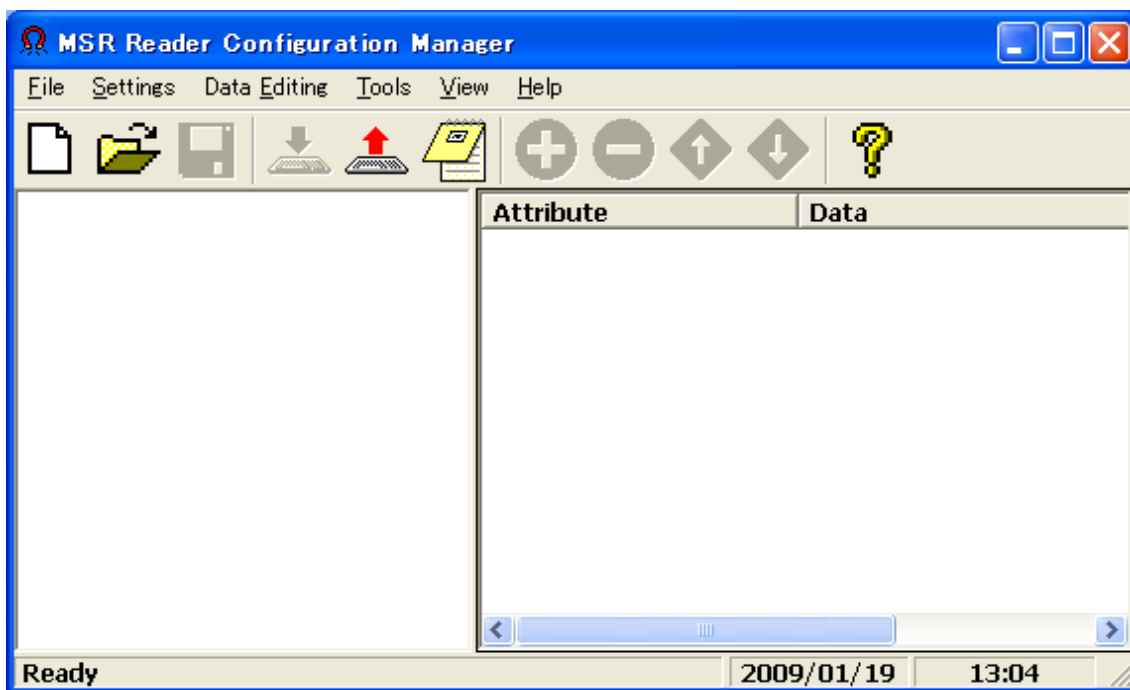 MSR Reader Configuration Manager
File Settings Data Editing Tools View Help
Attribute Data
Ready 2009/01/19 13:04